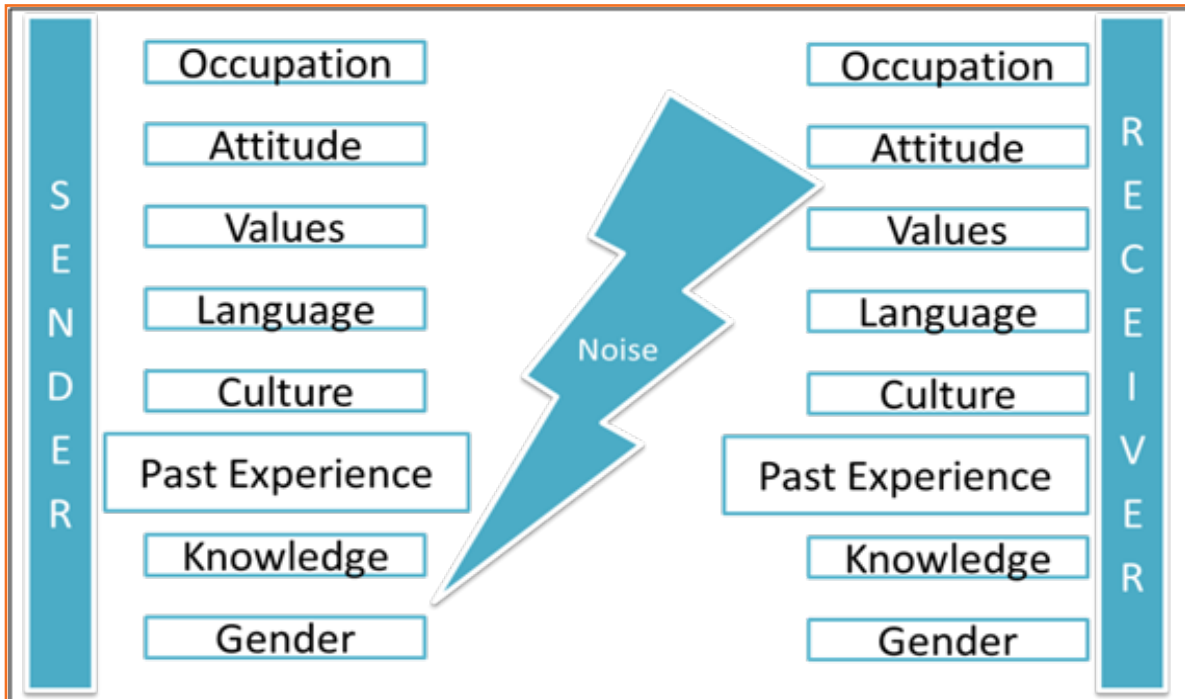 SENDER
Occupation
Attitude
Values
Language
Culture
Past Experience
Knowledge
Gender
Noise
Occupation
Attitude
Values
Language
Culture
Past Experience
Knowledge
Gender
RECEIVER